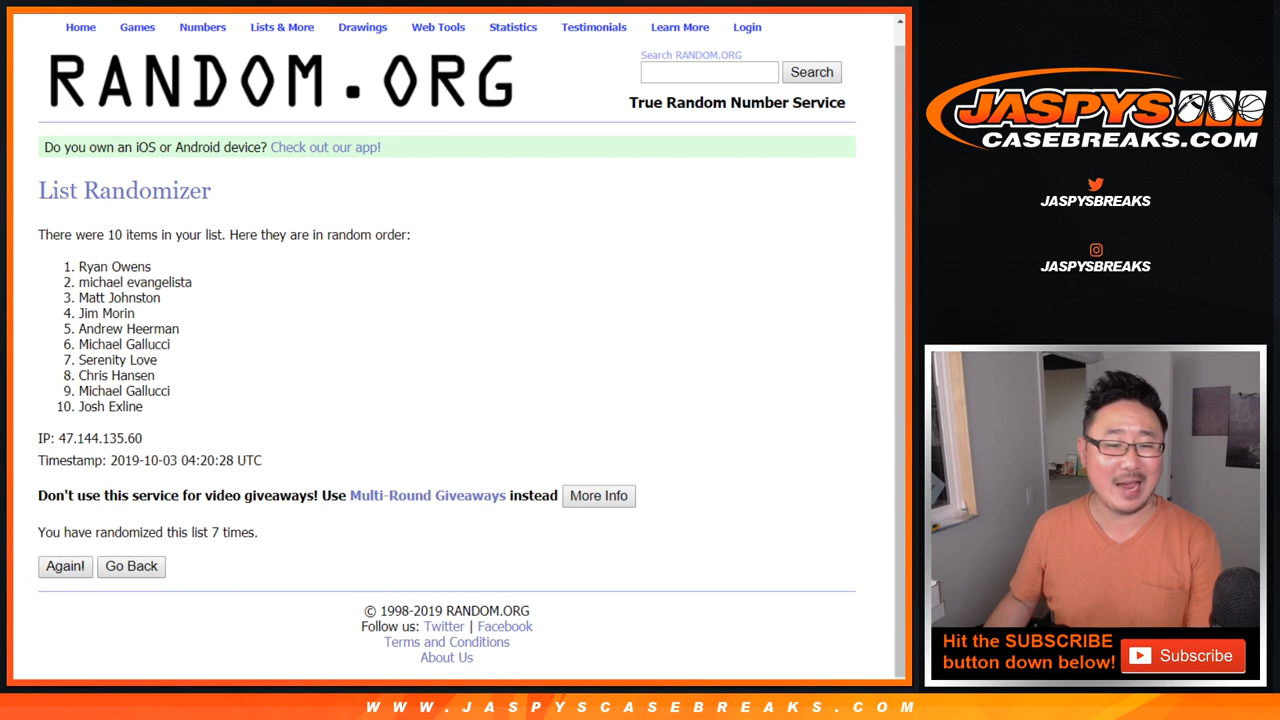 Home Games Numbers Lists & More Drawings Web Tools Statistics Testimonials Learn More Login
RANDOM.ORG
Search RANDOM.ORG
Search
True Random Number Service
Do you own an iOS or Android device? Check out our app!
List Randomizer
There were 10 items in your list. Here they are in random order:
1. Ryan Owens
2. michael evangelista
3. Matt Johnston
4. Jim Morin
5. Andrew Heerman
6. Michael Gallucci
7. Serenity Love
8. Chris Hansen
9. Michael Gallucci
10. Josh Exline
IP: 47.144.135.60
Timestamp: 2019-10-03 04:20:28 UTC
Don't use this service for video giveaways! Use Multi-Round Giveaways instead More Info
You have randomized this list 7 times.
Again! Go Back
© 1998-2019 RANDOM.ORG
Follow us: Twitter | Facebook
Terms and Conditions
About Us
JASPYS
CASEBREAKS.COM
JASPYSBREAKS
JASPYSBREAKS
Hit the SUBSCRIBE
button down below!
Subscribe
WWW.JASPYSCASEBREAKS.COM